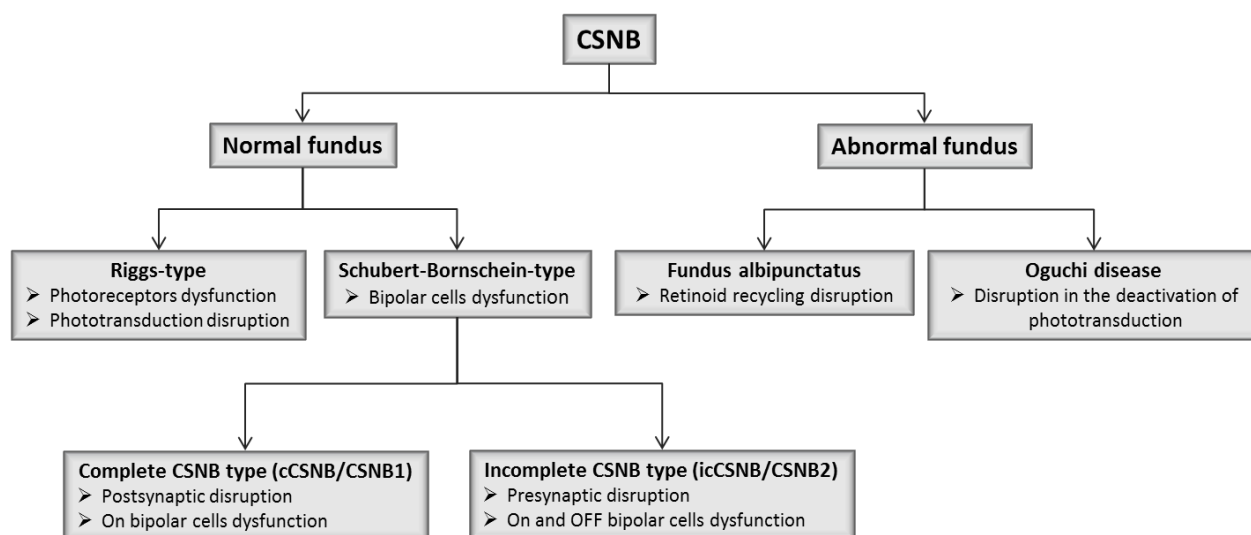 CSNB
Normal fundus
Abnormal fundus
Riggs-type
➢ Photoreceptors dysfunction
➢ Phototransduction disruption
Schubert-Bornschein-type
➢ Bipolar cells dysfunction
Fundus albipunctatus
➢ Retinoid recycling disruption
Oguchi disease
➢ Disruption in the deactivation of
phototransduction
Complete CSNB type (cCSNB/CSNB1)
➢ Postsynaptic disruption
➢ On bipolar cells dysfunction
Incomplete CSNB type (icCSNB/CSNB2)
➢ Presynaptic disruption
➢ On and OFF bipolar cells dysfunction